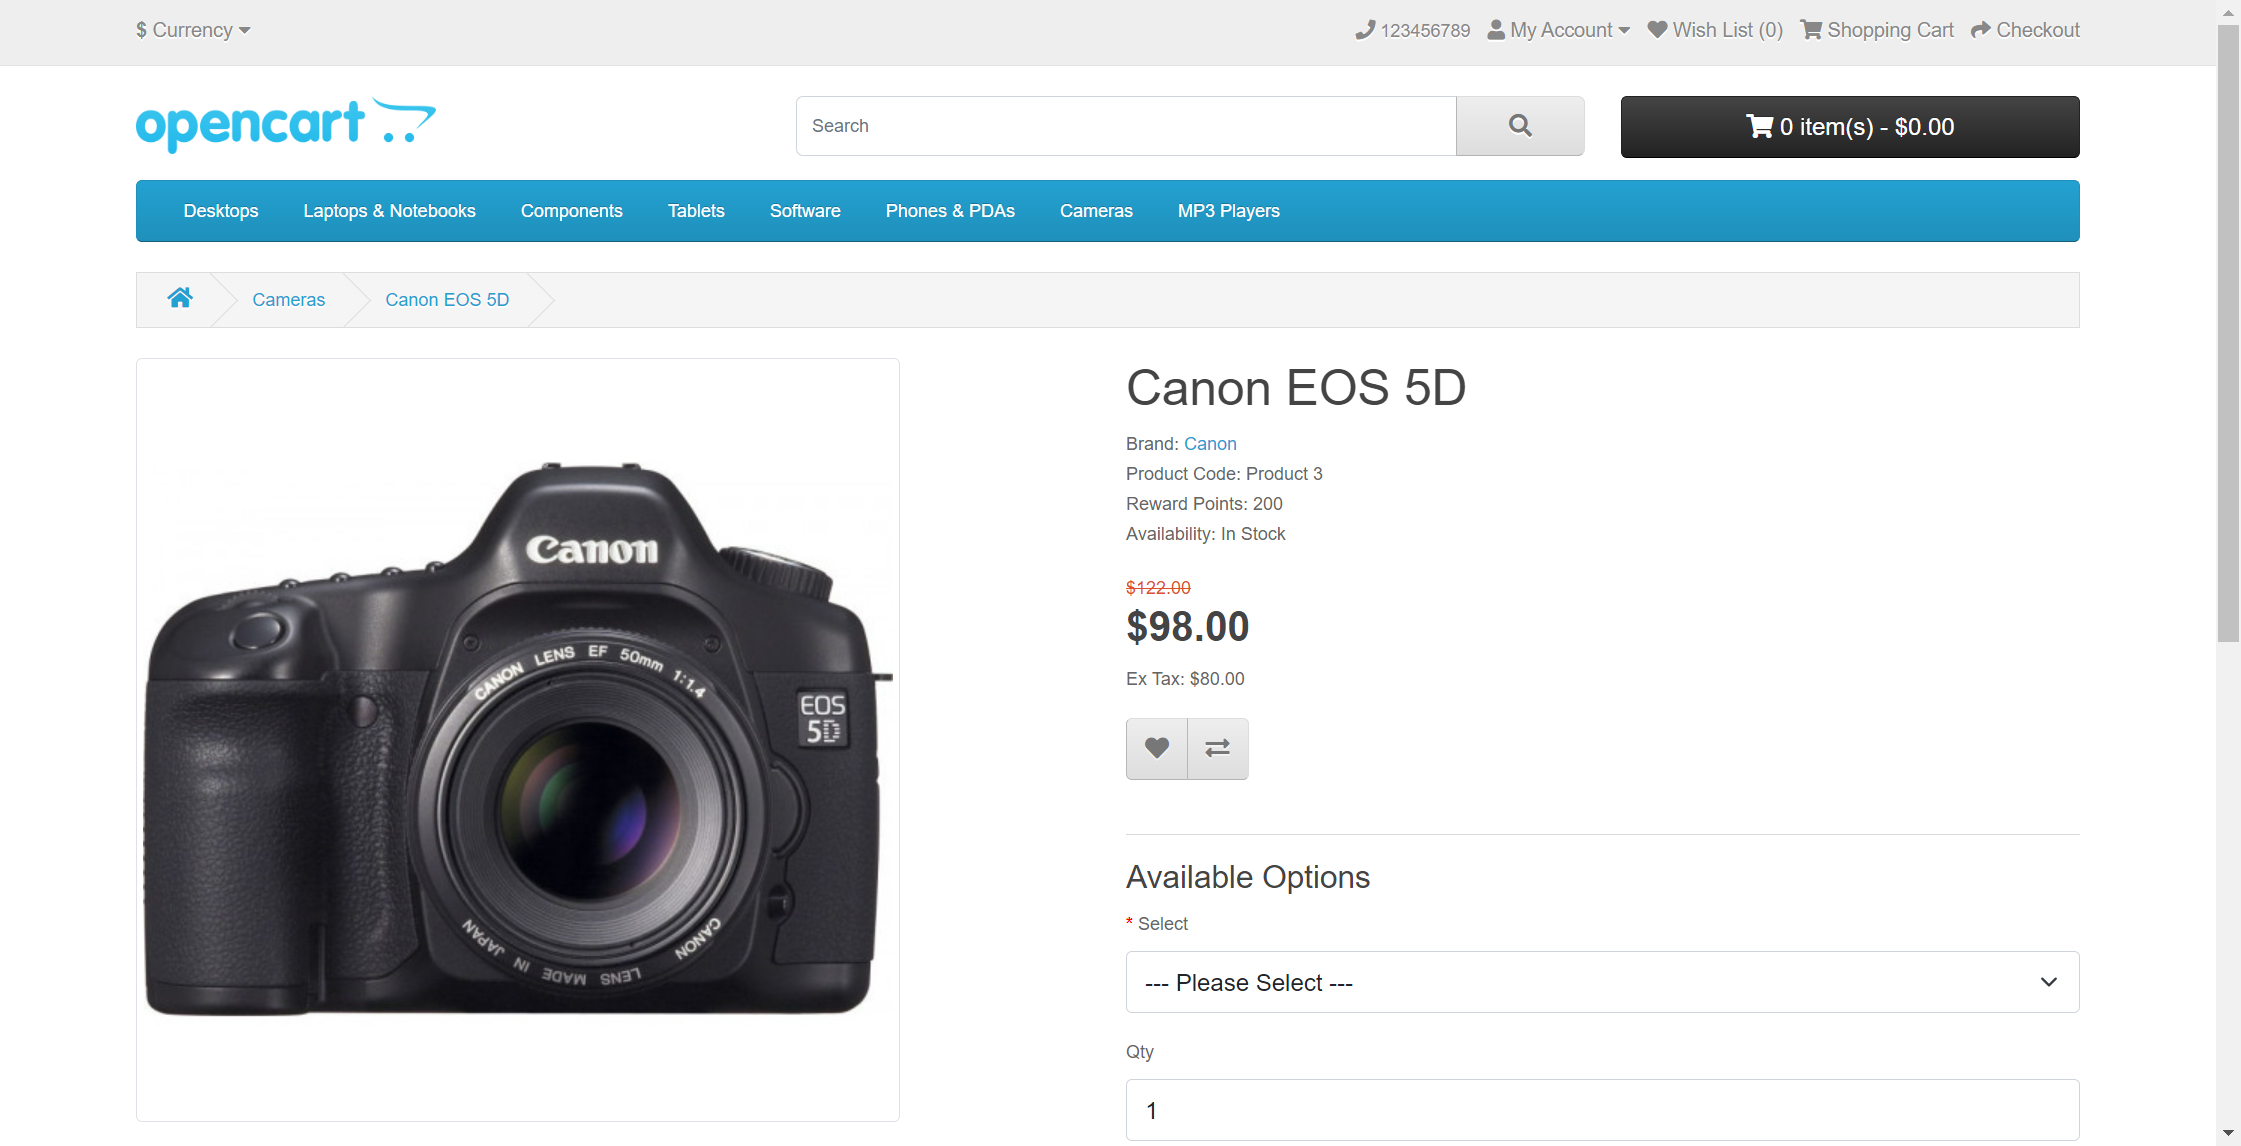 $ Currency
123456789 My Account Wish List (0) Shopping Cart Checkout
opencart
Search
0 item(s) - $0.00
Desktops Laptops & Notebooks Components Tablets Software Phones & PDAs Cameras MP3 Players
Cameras Canon EOS 5D
Canon
CANON LENS EF 50mm 1:1.4
EOS
5D
CANON LENS MADE IN JAPAN
Canon EOS 5D
Brand: Canon
Product Code: Product 3
Reward Points: 200
Availability: In Stock
$122.00
$98.00
Ex Tax: $80.00
Available Options
* Select
--- Please Select ---
Qty
1